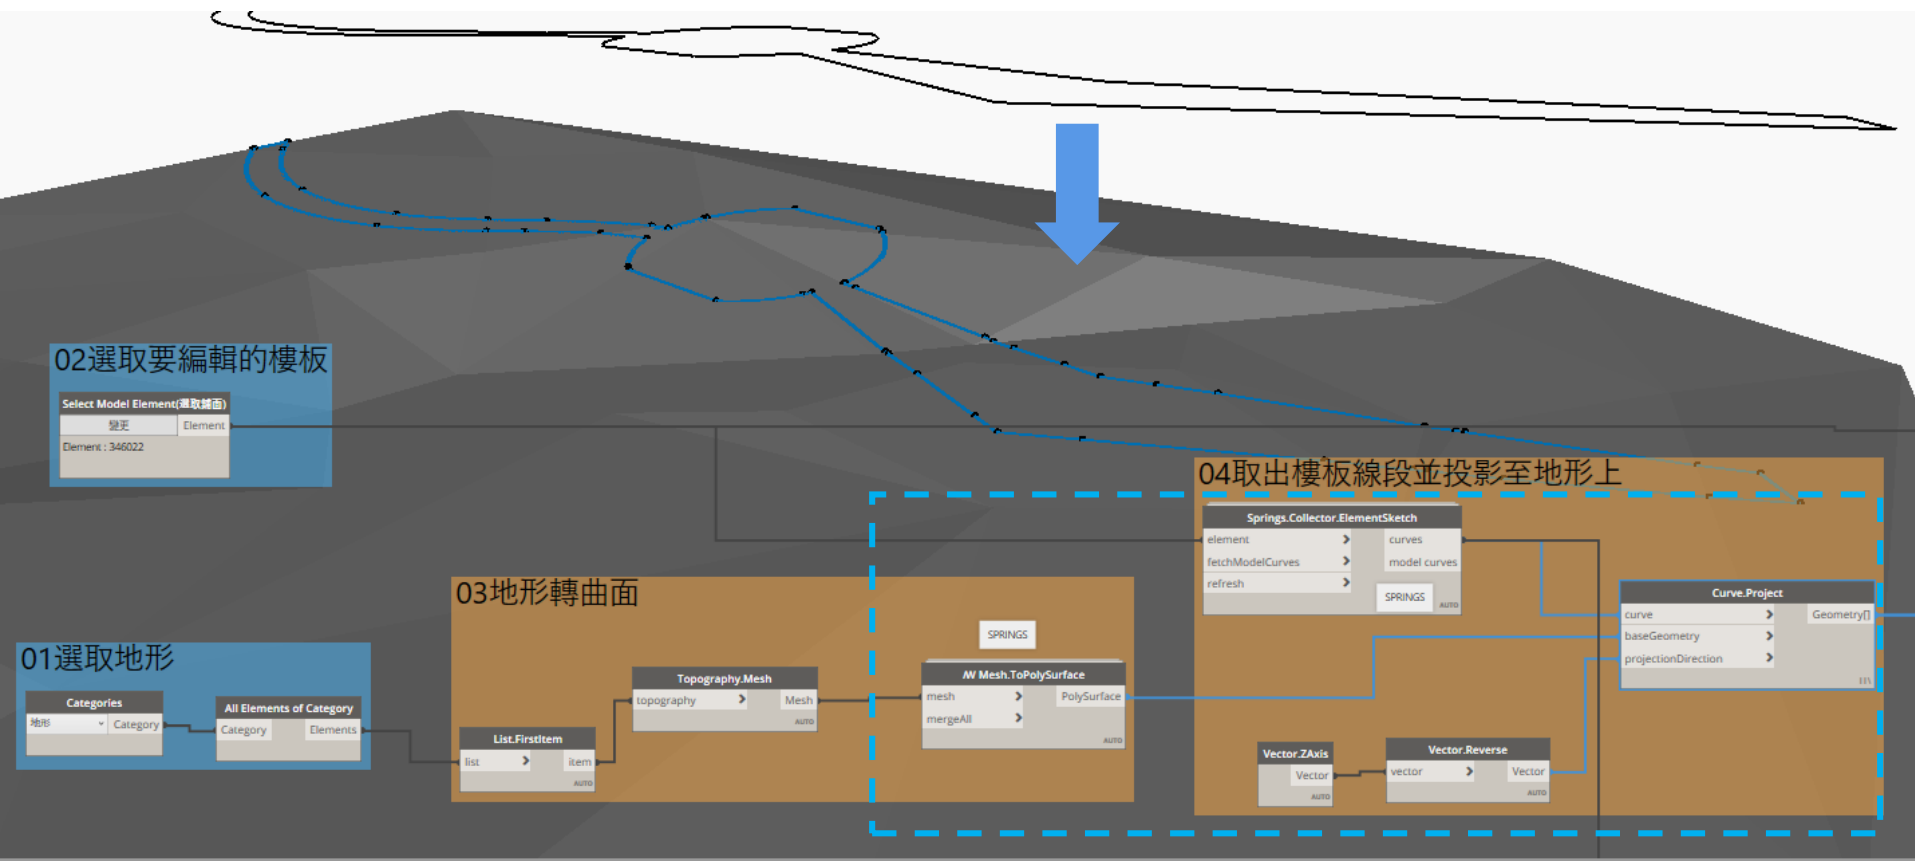 02選取要編輯的樓板
Select Model Element(選取鋪面)
變更
Element
Element : 346022
01選取地形
Categories
地形
Category
All Elements of Category
Category
Elements
03地形轉曲面
List.FirstItem
list
item
AUTO
Topography.Mesh
topography
Mesh
AUTO
SPRINGS
Mesh.ToPolySurface
mesh
PolySurface
mergeAll
AUTO
04取出樓板線段並投影至地形上
Springs.Collector.ElementSketch
element
curves
fetchModelCurves
model curves
refresh
SPRINGS
AUTO
Vector.ZAxis
Vector
AUTO
Vector.Reverse
vector
Vector
AUTO
Curve.Project
curve
Geometry[]
baseGeometry
projectionDirection